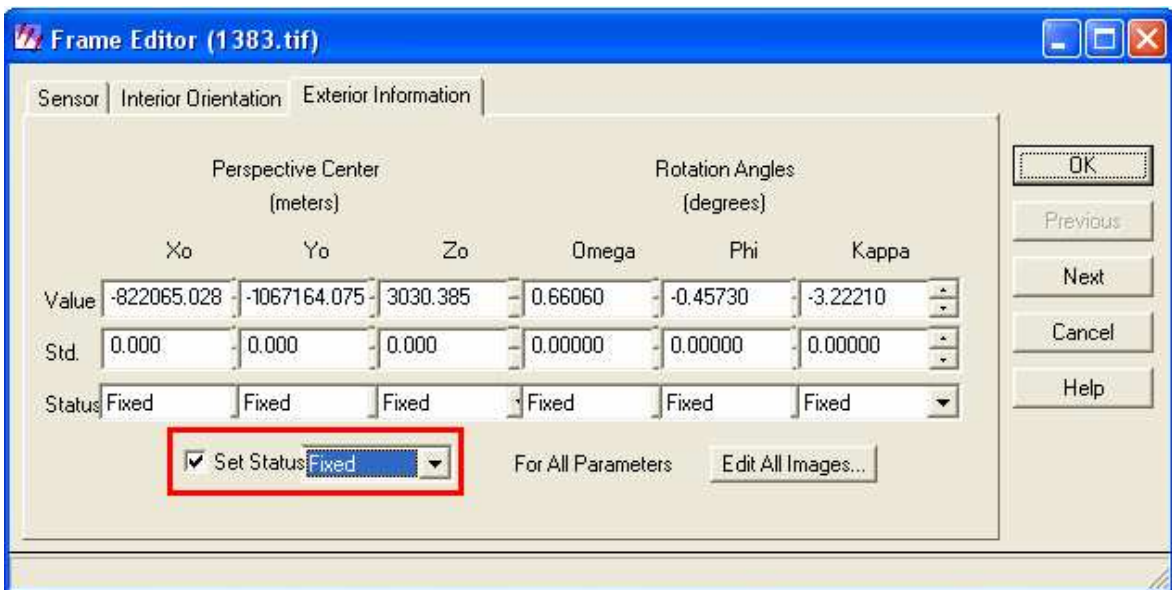 Frame Editor (1383.tif)
Sensor Interior Orientation Exterior Information
Perspective Center Rotation Angles
(meters) (degrees)
Xo Yo Zo Omega Phi Kappa
Value -822065.028 -1067164.075 3030.385 0.66060 -0.45730 -3.22210
Std. 0.000 0.000 0.000 0.00000 0.00000 0.00000
Status Fixed Fixed Fixed Fixed Fixed Fixed
Set Status Fixed For All Parameters Edit All Images...
OK
Previous
Next
Cancel
Help